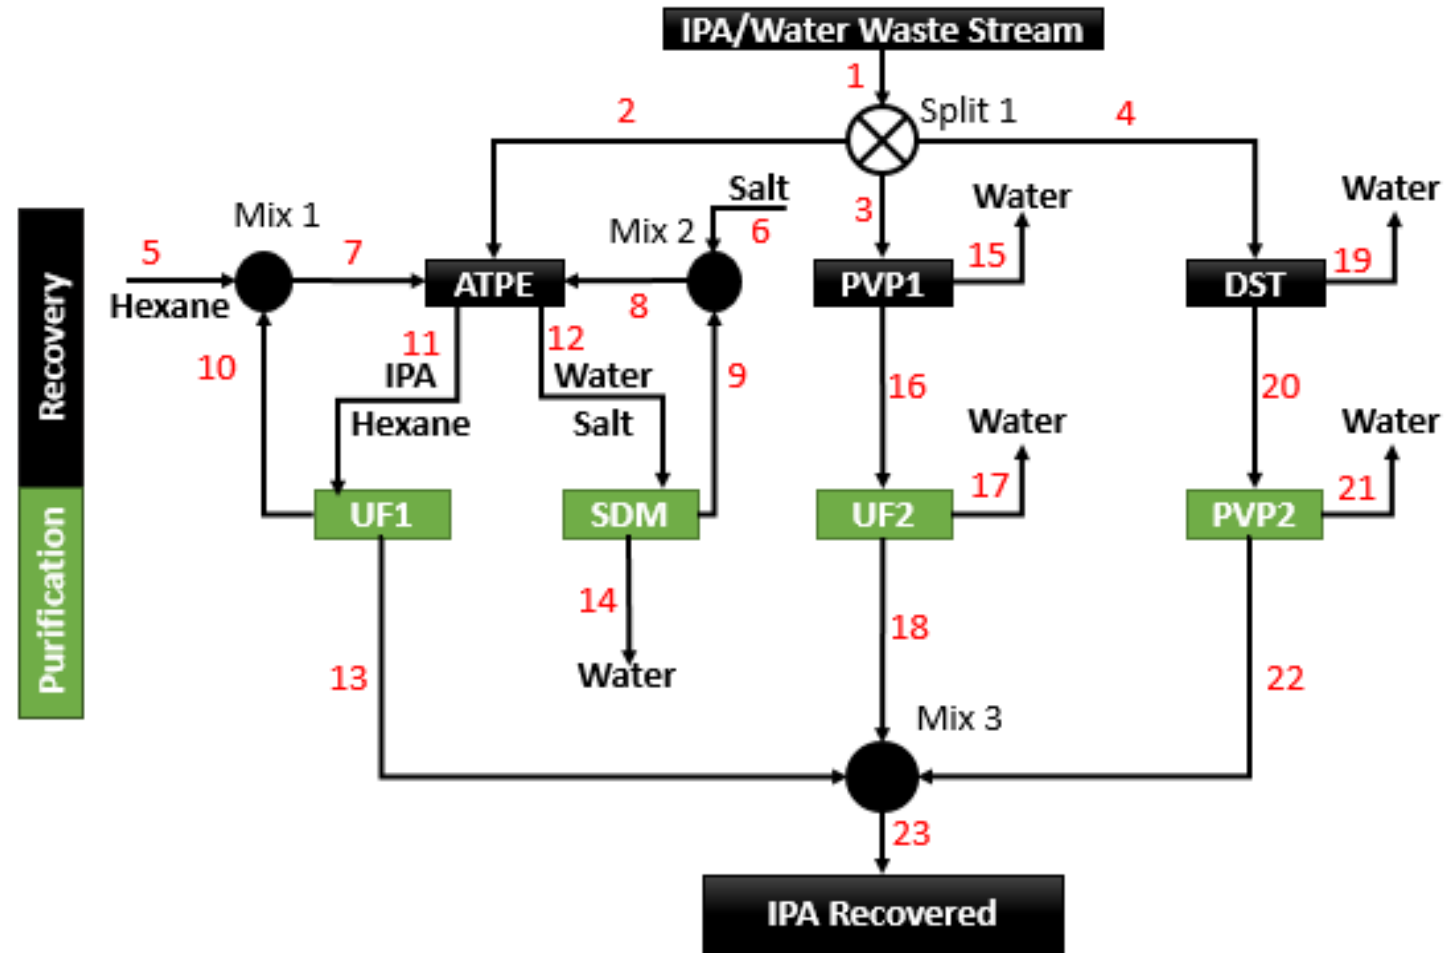 IPA/Water Waste Stream
1
Split 1
2
4
Salt
Water
Water
Mix 1
Mix 2
6
3
5
7
15
19
Hexane
ATPE
8
PVP1
DST
Recovery
10
11
12
9
16
20
IPA
Water
Hexane
Salt
Water
Water
17
21
Purification
UF1
SDM
UF2
PVP2
14
18
13
Water
22
Mix 3
23
IPA Recovered